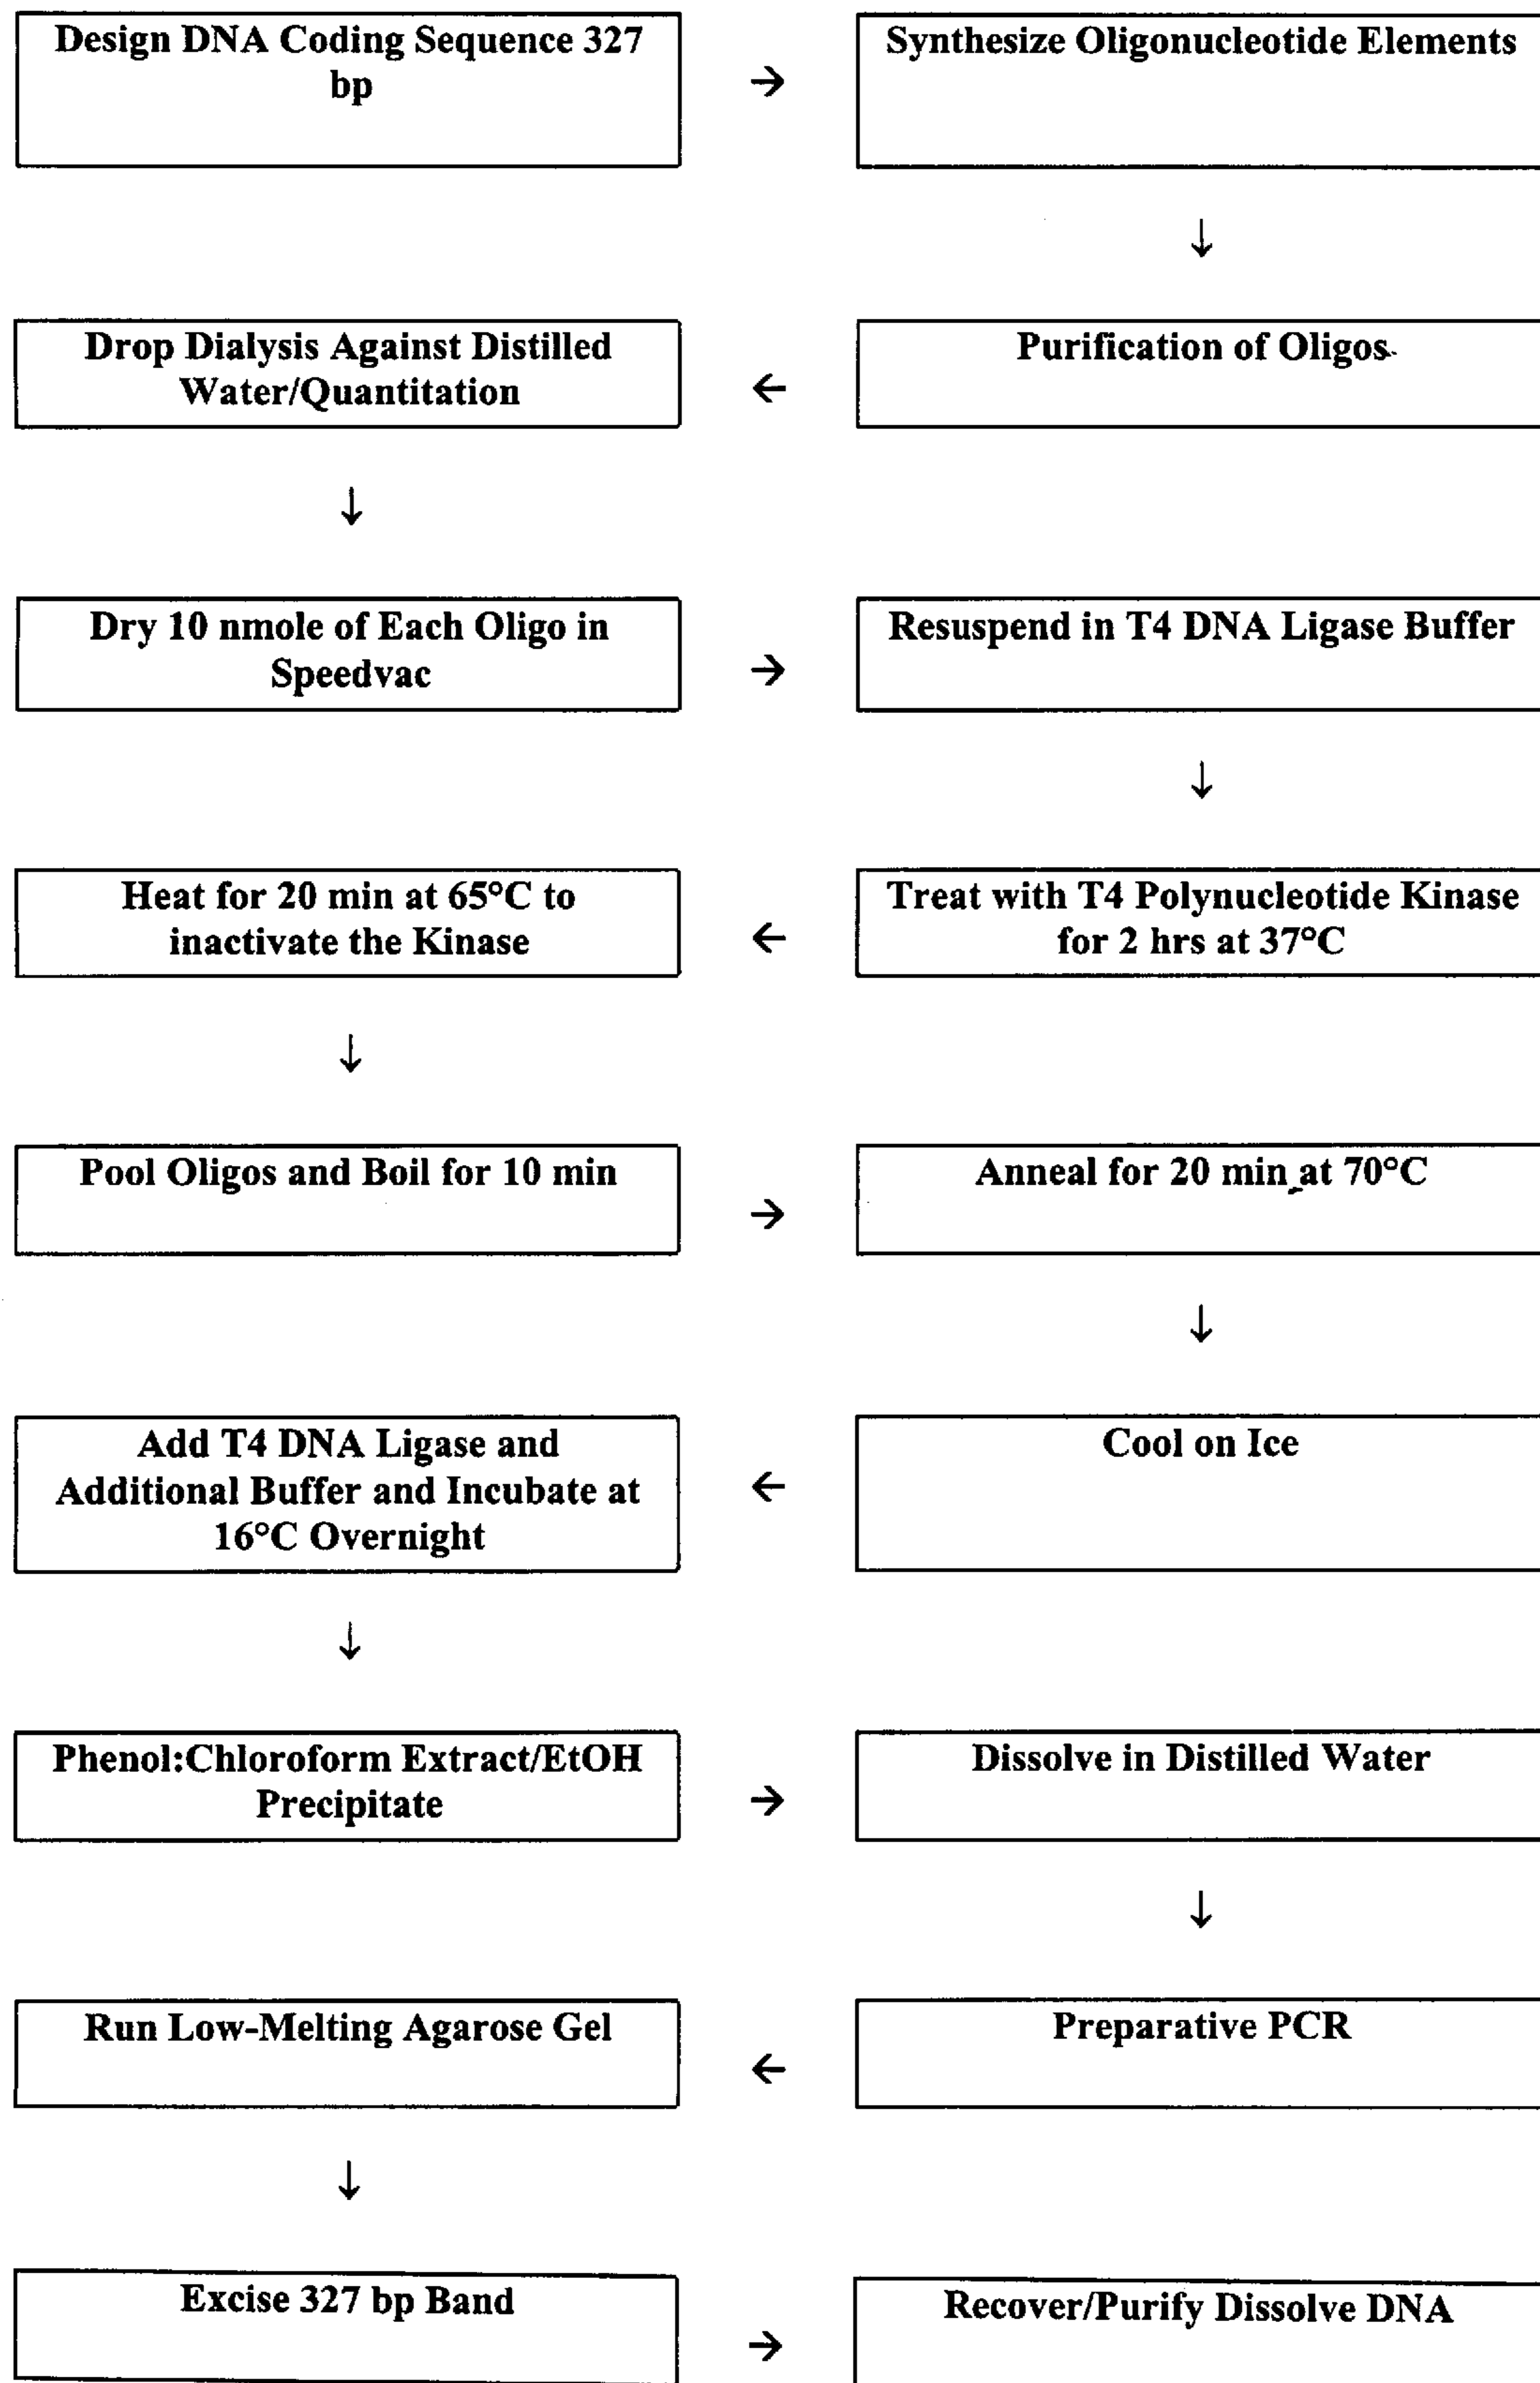 Design DNA Coding Sequence 327
bp
→
Synthesize Oligonucleotide Elements
↓
Purification of Oligos
←
Drop Dialysis Against Distilled
Water/Quantitation
↓
Dry 10 nmole of Each Oligo in
Speedvac
→
Resuspend in T4 DNA Ligase Buffer
↓
Treat with T4 Polynucleotide Kinase
for 2 hrs at 37°C
←
Heat for 20 min at 65°C to
inactivate the Kinase
↓
Pool Oligos and Boil for 10 min
→
Anneal for 20 min at 70°C
↓
Cool on Ice
←
Add T4 DNA Ligase and
Additional Buffer and Incubate at
16°C Overnight
↓
Phenol:Chloroform Extract/EtOH
Precipitate
→
Dissolve in Distilled Water
↓
Preparative PCR
←
Run Low-Melting Agarose Gel
↓
Excise 327 bp Band
→
Recover/Purify Dissolve DNA